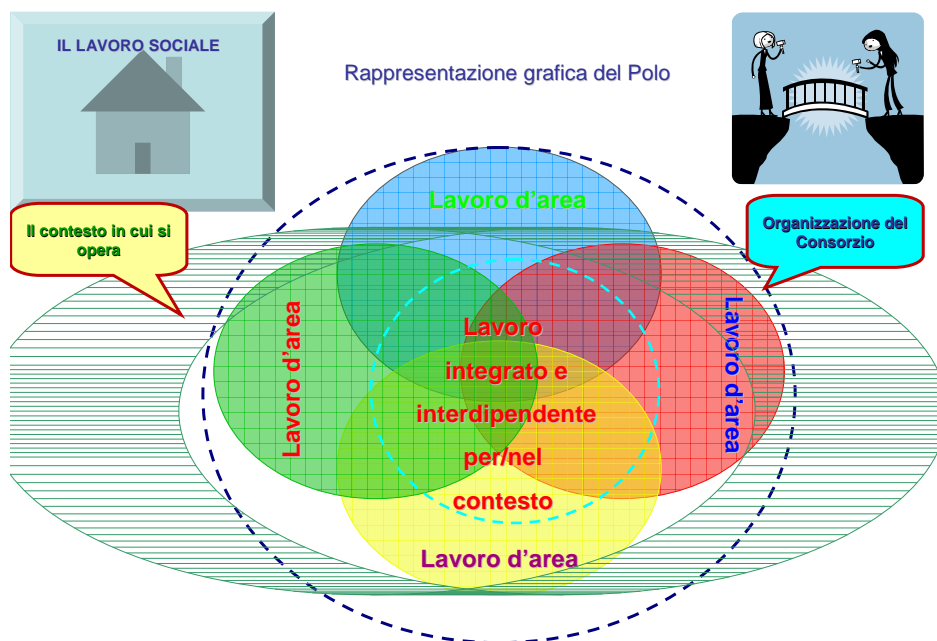 IL LAVORO SOCIALE
Rappresentazione grafica del Polo
Lavoro d'area
Il contesto in cui si
opera
Organizzazione del
Consorzio
Lavoro d'area
Lavoro
integrato e
interdipendente
per/nel
contesto
Lavoro d'area
Lavoro d'area